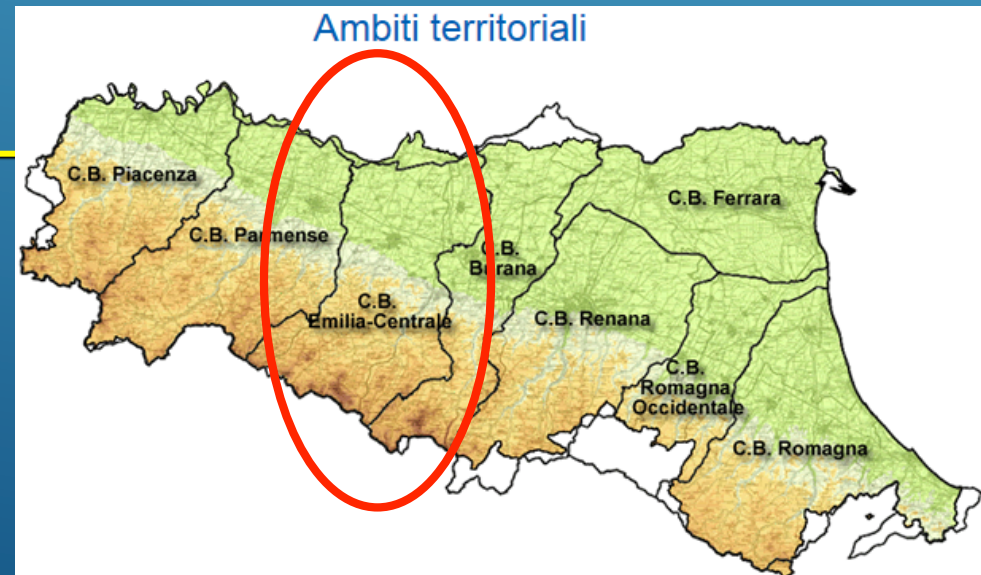 Ambiti territoriali
C.B. Piacenza
C.B. Parmense
C.B.
Emilia-Centrale
C.B.
Burana
C.B. Ferrara
C.B. Renana
C.B.
Romagna
Occidentale
C.B. Romagna